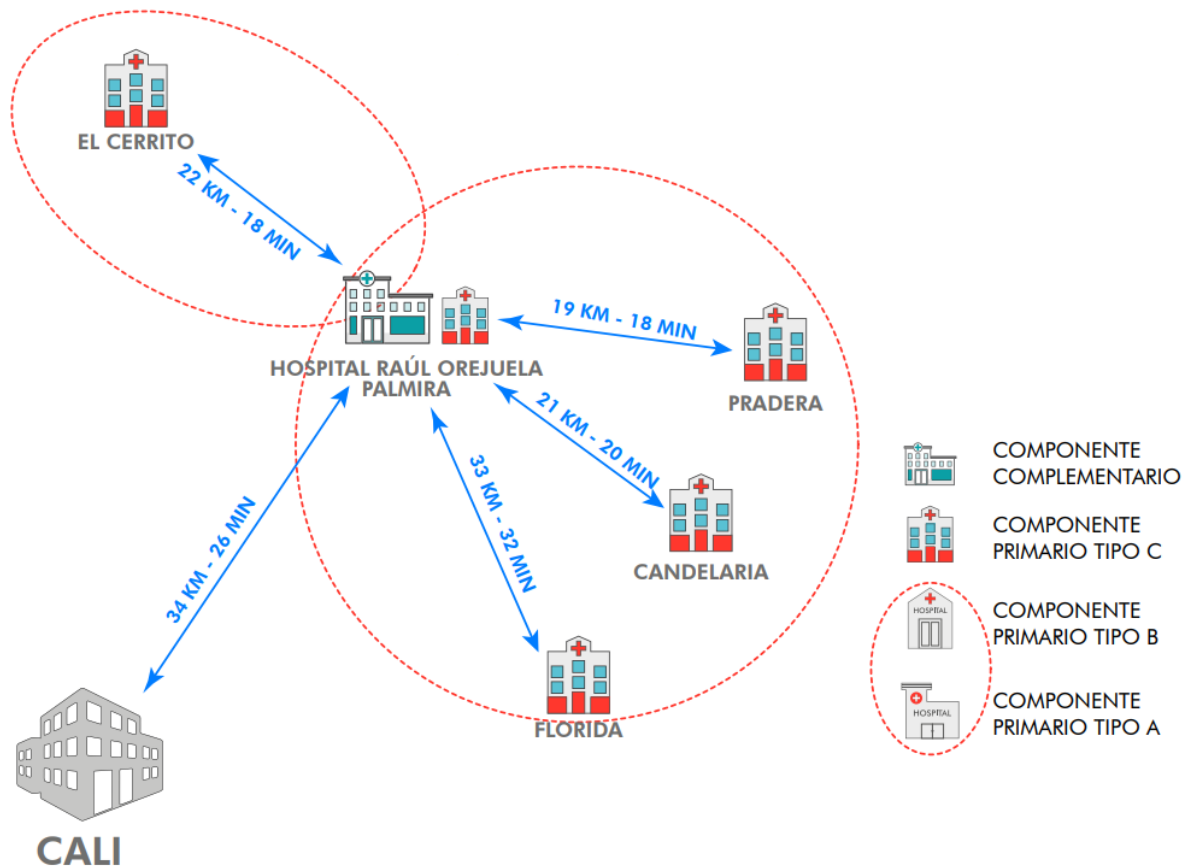 EL CERRITO
22 KM - 18 MIN
HOSPITAL RAÚL OREJUELA
PALMIRA
19 KM - 18 MIN
PRADERA
21 KM - 20 MIN
CANDELARIA
33 KM - 32 MIN
FLORIDA
34 KM - 26 MIN
CALI
COMPONENTE
COMPLEMENTARIO
COMPONENTE
PRIMARIO TIPO C
HOSPITAL
COMPONENTE
PRIMARIO TIPO B
HOSPITAL
COMPONENTE
PRIMARIO TIPO A